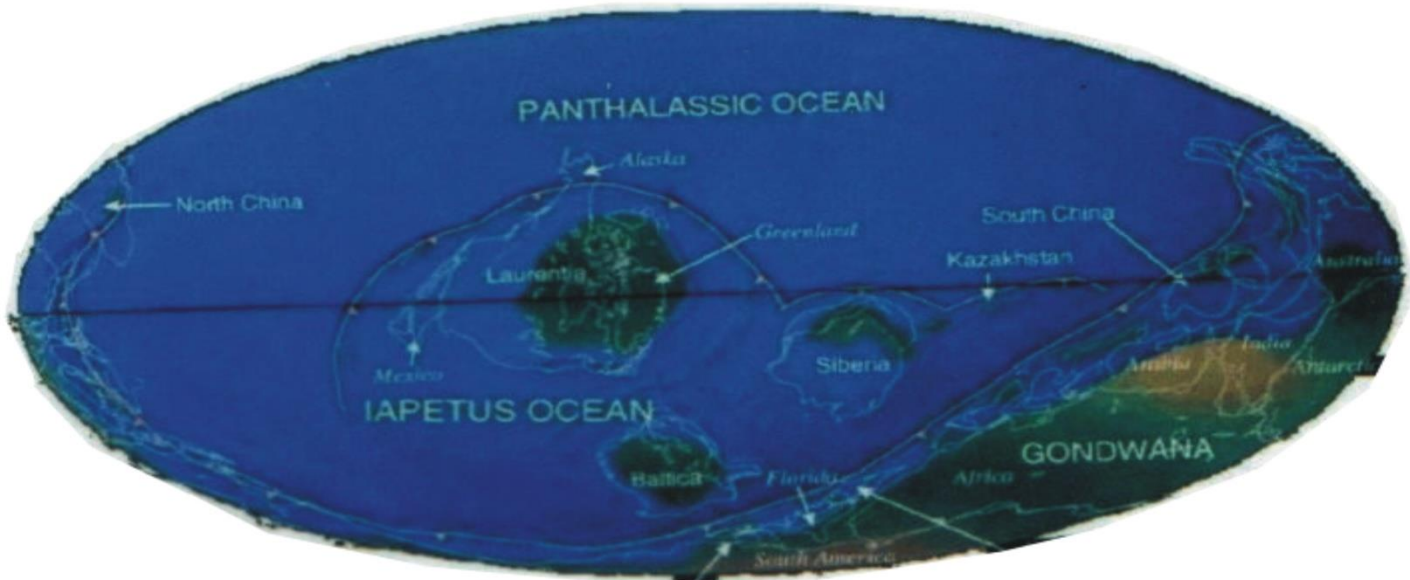 PANTHALASSIC OCEAN
Alaska
North China
South China
Greenland
Kazakhstan
Laurentia
Australia
India
Siberia
Arabia
Antarct
Mexico
IAPETUS OCEAN
GONDWANA
Baltica
Florida
Africa
South America